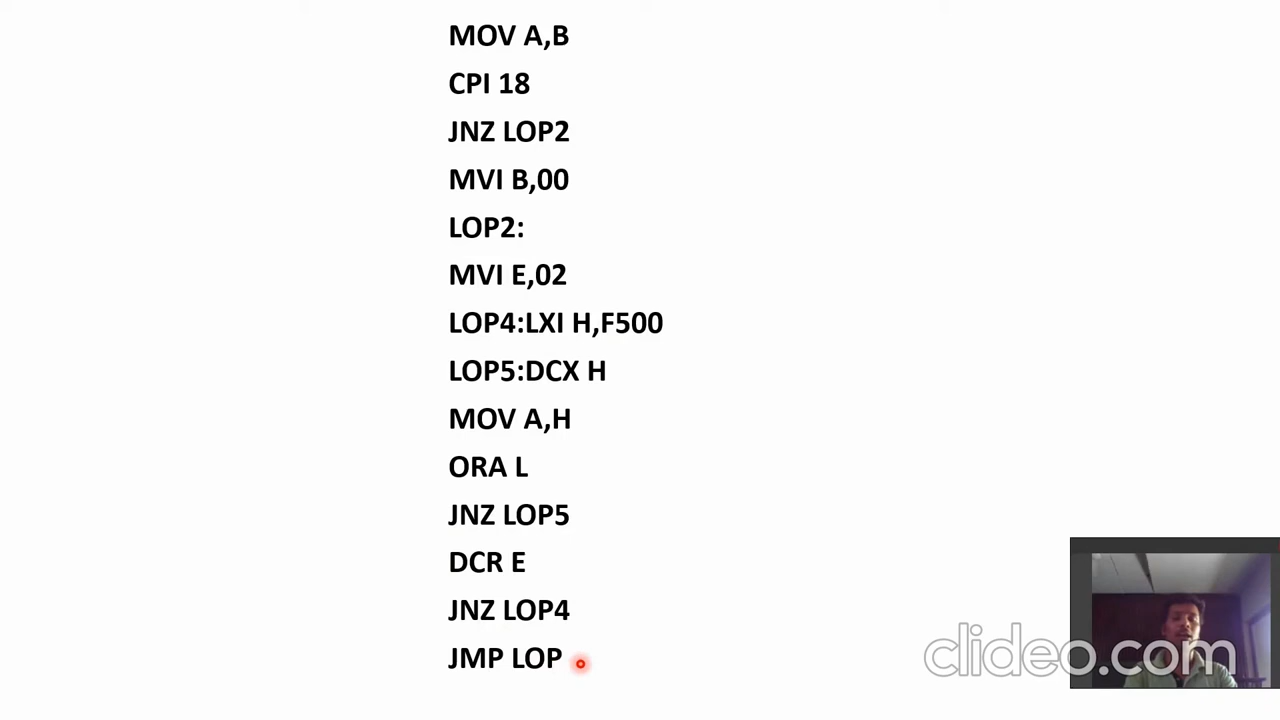 MOV A,B
CPI 18
JNZ LOP2
MVI B,00
LOP2:
MVI E,02
LOP4:LXI H,F500
LOP5:DCX H
MOV A,H
ORA L
JNZ LOP5
DCR E
JNZ LOP4
JMP LOP
clideo.com